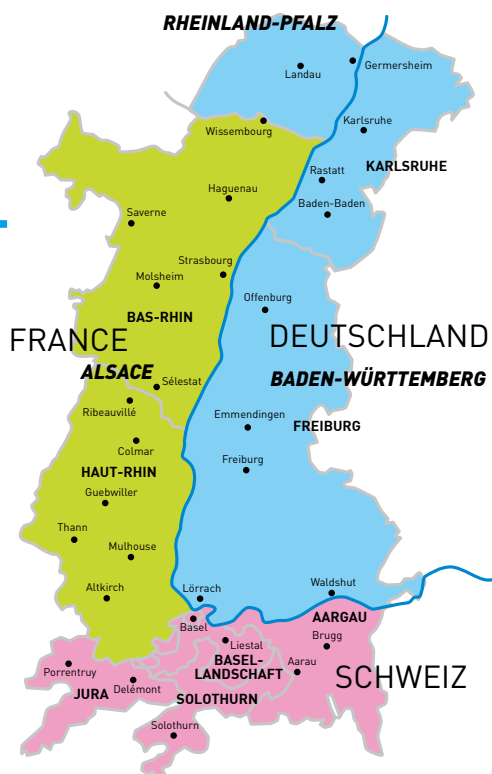 RHEINLAND-PFALZ
Germersheim
Landau
Karlsruhe
Wissembourg
KARLSRUHE
Rastatt
Haguenau
Baden-Baden
Saverne
Strasbourg
Molsheim
Offenburg
BAS-RHIN
FRANCE
DEUTSCHLAND
ALSACE
BADEN-WÜRTTEMBERG
Sélestat
Ribeauvillé
Emmendingen
FREIBURG
Colmar
HAUT-RHIN
Freiburg
Guebwiller
Thann
Mulhouse
Altkirch
Lörrach
Waldshut
AARGAU
Basel
Liestal
Brugg
BASEL-
LANDSCHAFT
Aarau
SCHWEIZ
Porrentruy
JURA
Delémont
SOLOTHURN
Solothurn